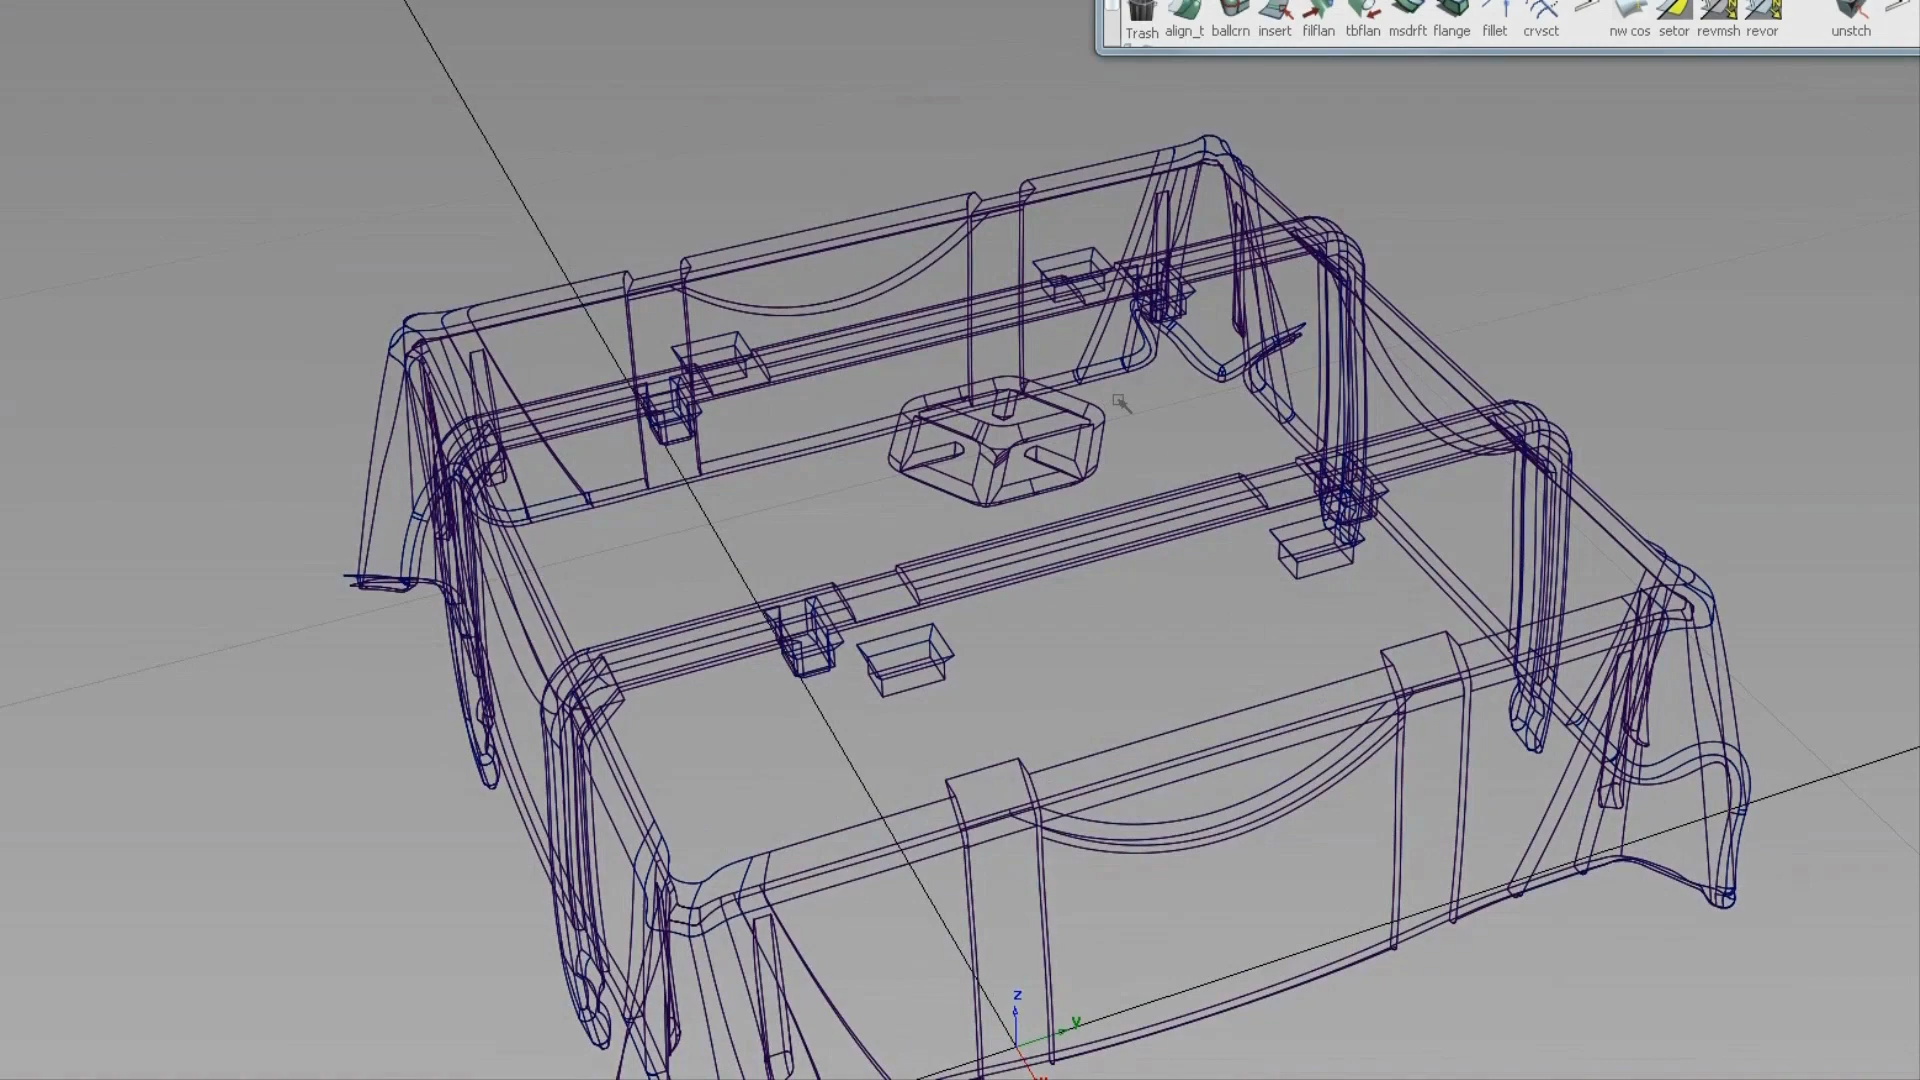 Trash align_t ballcrn insert filflan tbflan msdrft flange fillet crvsct nw cos setor revmsh revor unstch
z
y